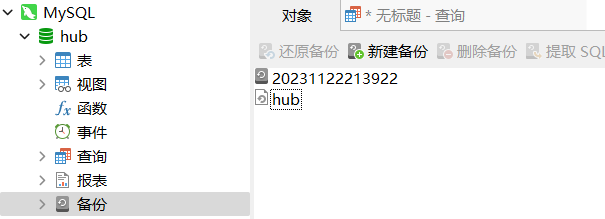 MySQL
hub
表
视图
fx 函数
事件
查询
报表
备份
对象
* 无标题 - 查询
还原备份 新建备份 删除备份 提取 SQL
20231122213922
hub